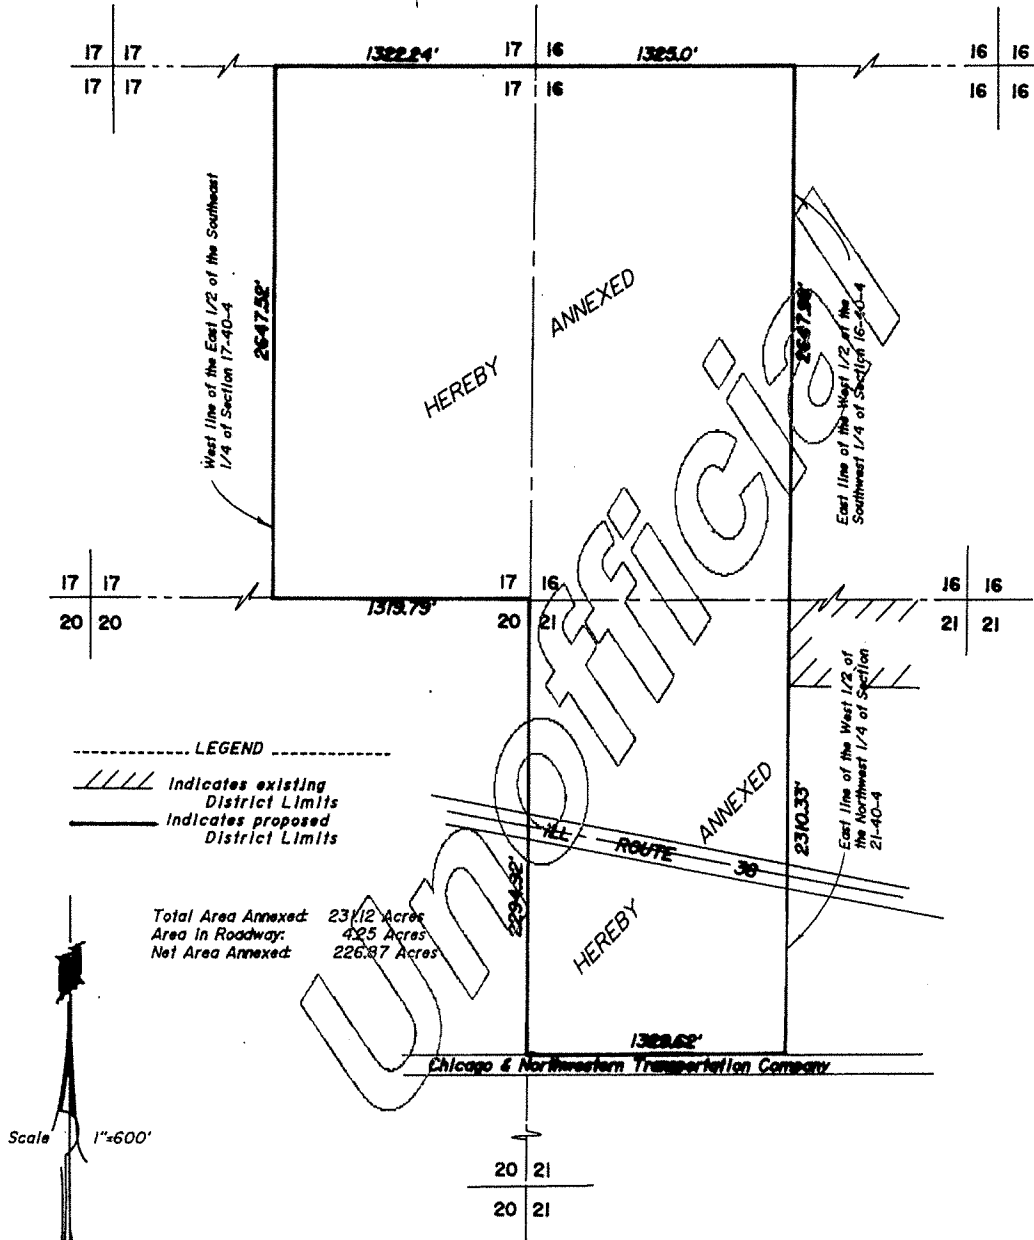 1322.24' 17 16 1325.0'
17 17
17 17
17 16
16 16
16 16
West line of the East 1/2 of the Southeast
1/4 of Section 17-40-4
2647.52'
HEREBY ANNEXED
East line of the West 1/2 of the
Southwest 1/4 of Section 16-40-4
17 17
20 20
1319.79'
17 16
20 21
16 16
21 21
LEGEND
Indicates existing
District Limits
Indicates proposed
District Limits
Total Area Annexed: 231.12 Acres
Area in Roadway: 4.25 Acres
Net Area Annexed: 226.87 Acres
East line of the West 1/2 of
the Northwest 1/4 of Section
21-40-4
2310.33'
HEREBY ANNEXED
ILL ROUTE 38
2294.92'
Chicago & Northwestern Transportation Company
Scale 1"=600'
20 21
20 21
Unofficial